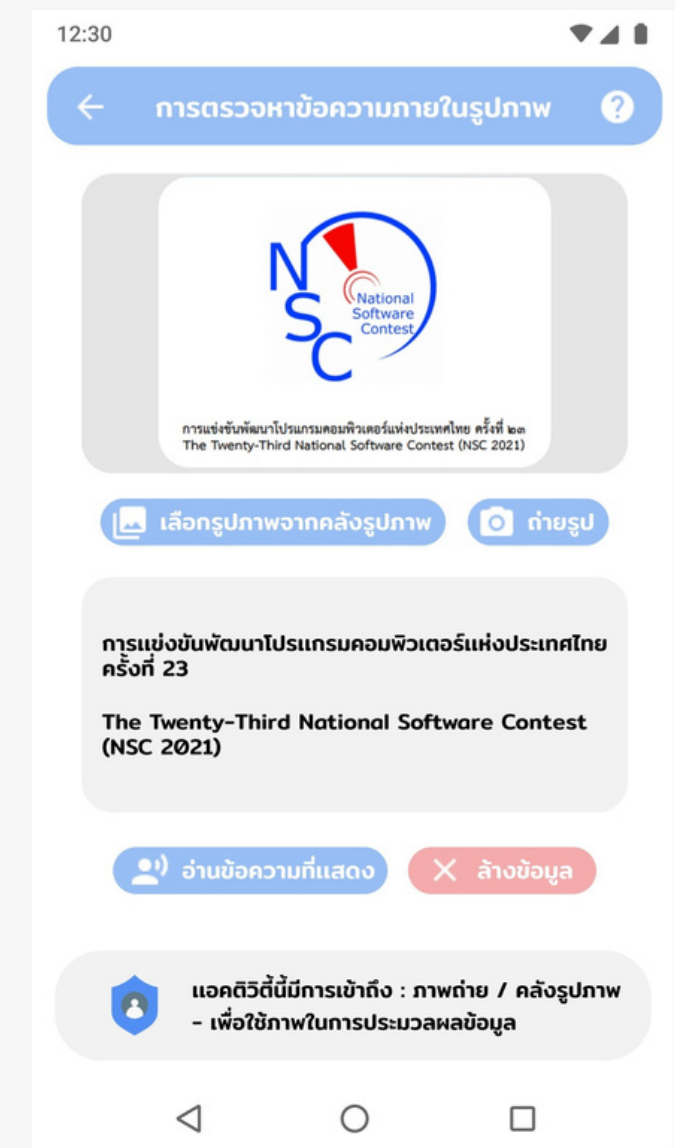 12:30
การตรวจหาข้อความภายในรูปภาพ
?
N
S
C
National
Software
Contest
การแข่งขันพัฒนาโปรแกรมคอมพิวเตอร์แห่งประเทศไทย ครั้งที่ ๒๓
The Twenty-Third National Software Contest (NSC 2021)
เลือกรูปภาพจากคลังรูปภาพ
ถ่ายรูป
การแข่งขันพัฒนาโปรแกรมคอมพิวเตอร์แห่งประเทศไทย
ครั้งที่ 23
The Twenty-Third National Software Contest
(NSC 2021)
อ่านข้อความที่แสดง
ล้างข้อมูล
แอคติวิตี้นี้มีการเข้าถึง : ภาพถ่าย / คลังรูปภาพ
- เพื่อใช้ภาพในการประมวลผลข้อมูล